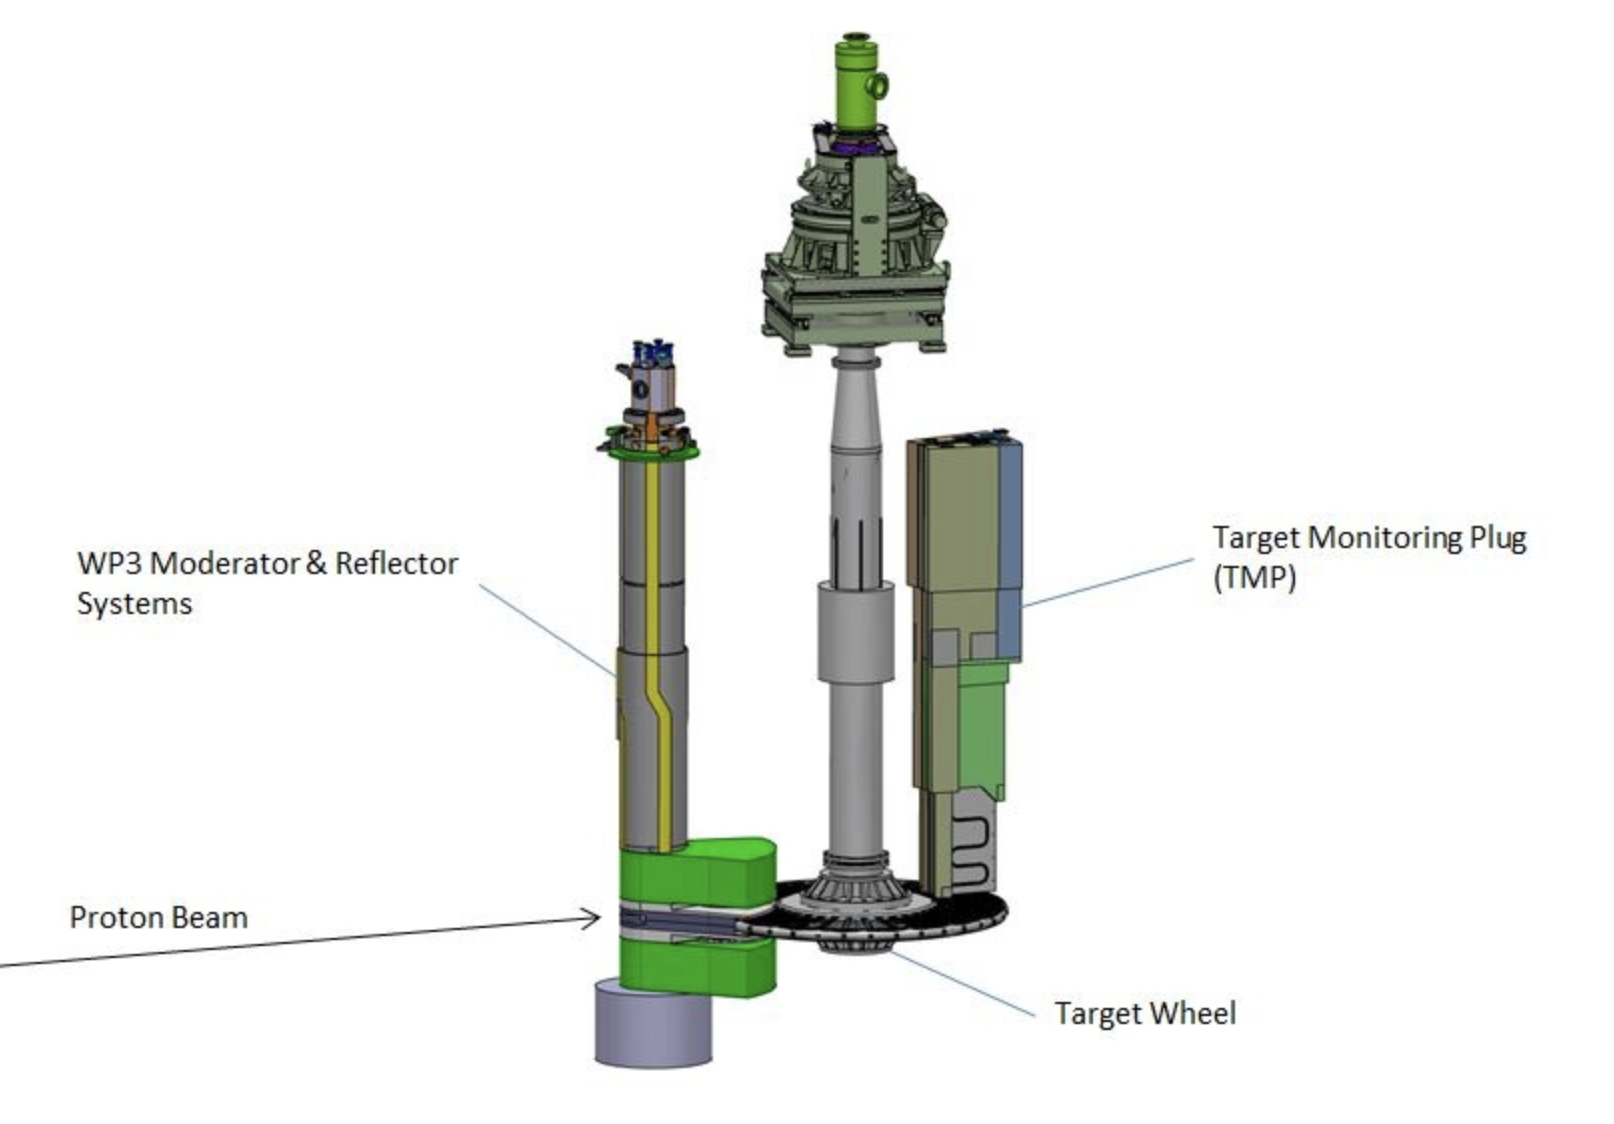 WP3 Moderator & Reflector
Systems
Target Monitoring Plug
(TMP)
Proton Beam
Target Wheel